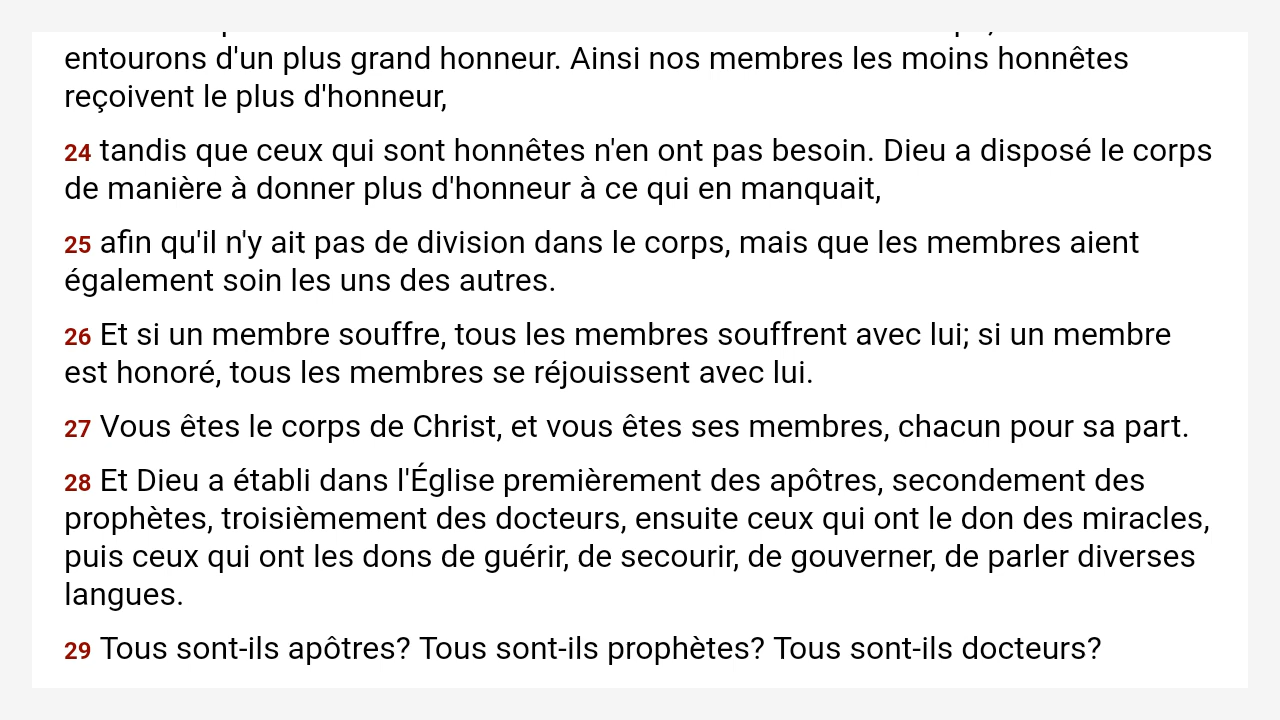 entourons d'un plus grand honneur. Ainsi nos membres les moins honnêtes
reçoivent le plus d'honneur,
24 tandis que ceux qui sont honnêtes n'en ont pas besoin. Dieu a disposé le corps
de manière à donner plus d'honneur à ce qui en manquait,
25 afin qu'il n'y ait pas de division dans le corps, mais que les membres aient
également soin les uns des autres.
26 Et si un membre souffre, tous les membres souffrent avec lui; si un membre
est honoré, tous les membres se réjouissent avec lui.
27 Vous êtes le corps de Christ, et vous êtes ses membres, chacun pour sa part.
28 Et Dieu a établi dans l'Église premièrement des apôtres, secondement des
prophètes, troisièmement des docteurs, ensuite ceux qui ont le don des miracles,
puis ceux qui ont les dons de guérir, de secourir, de gouverner, de parler diverses
langues.
29 Tous sont-ils apôtres? Tous sont-ils prophètes? Tous sont-ils docteurs?